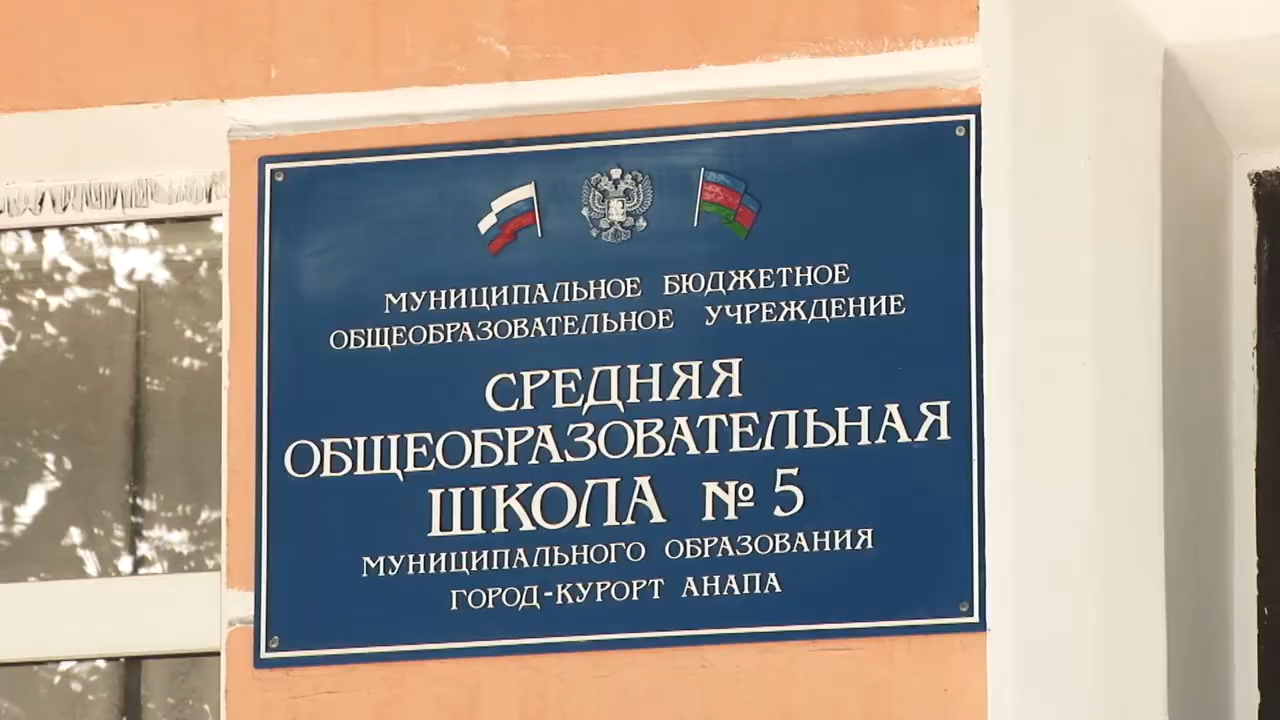 МУНИЦИПАЛЬНОЕ БЮДЖЕТНОЕ
ОБЩЕОБРАЗОВАТЕЛЬНОЕ УЧРЕЖДЕНИЕ
СРЕДНЯЯ
ОБЩЕОБРАЗОВАТЕЛЬНАЯ
ШКОЛА № 5
МУНИЦИПАЛЬНОГО ОБРАЗОВАНИЯ
ГОРОД-КУРОРТ АНАПА